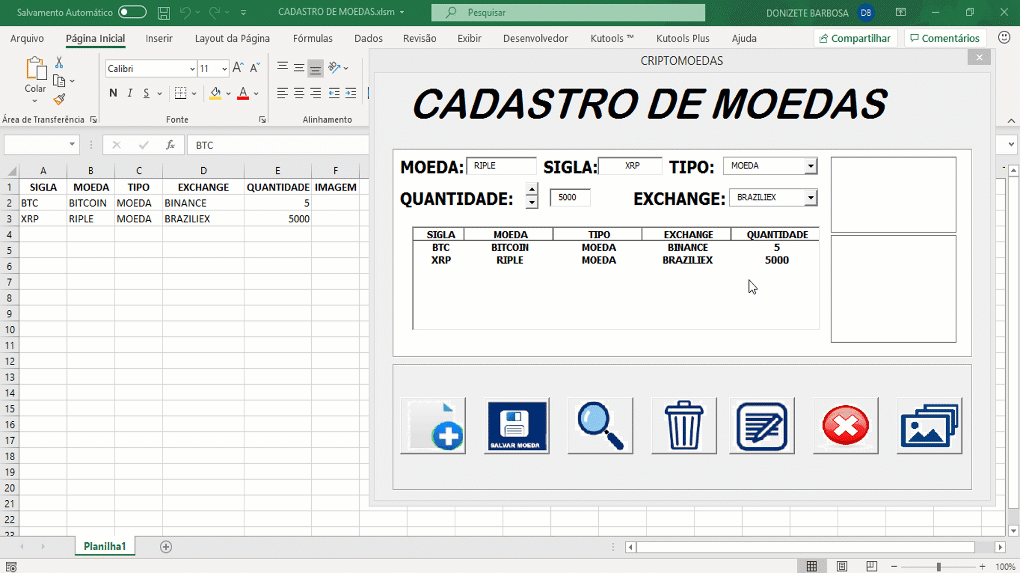 Salvamento Automático
CADASTRO DE MOEDAS.xlsm
Pesquisar
DONIZETE BARBOSA DB
Arquivo Página Inicial Inserir Layout da Página Fórmulas Dados Revisão Exibir Desenvolvedor Kutools ™ Kutools Plus Ajuda Compartilhar Comentários
Colar
Calibri 11
N I S
Área de Transferência Fonte Alinhamento
fx BTC
A B C D E F
1 SIGLA MOEDA TIPO EXCHANGE QUANTIDADE IMAGEM
2 BTC BITCOIN MOEDA BINANCE 5
3 XRP RIPLE MOEDA BRAZILIEX 5000
4
5
6
7
8
9
10
11
12
13
14
15
16
17
18
19
20
21
22
23
CRIPTOMOEDAS
CADASTRO DE MOEDAS
MOEDA: RIPLE SIGLA: XRP TIPO: MOEDA
QUANTIDADE: 5000 EXCHANGE: BRAZILIEX
SIGLA MOEDA TIPO EXCHANGE QUANTIDADE
BTC BITCOIN MOEDA BINANCE 5
XRP RIPLE MOEDA BRAZILIEX 5000
SALVAR MOEDA
Planilha1
100%